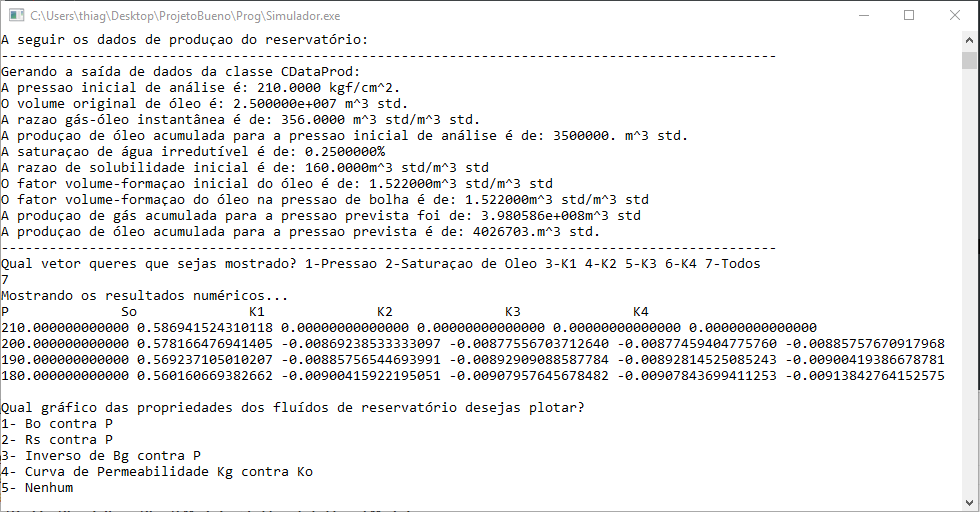 C:\Users\thiag\Desktop\ProjetoBueno\Prog\Simulador.exe
A seguir os dados de produçao do reservatório:
-------------------------------------------------------------------------------------------------
Gerando a saída de dados da classe CDataProd:
A pressao inicial de análise é: 210.0000 kgf/cm^2.
O volume original de óleo é: 2.500000e+007 m^3 std.
A razao gás-óleo instantânea é de: 356.0000 m^3 std/m^3 std.
A produçao de óleo acumulada para a pressao inicial de análise é de: 3500000. m^3 std.
A saturaçao de água irredutível é de: 0.2500000%
A razao de solubilidade inicial é de: 160.0000m^3 std/m^3 std
O fator volume-formaçao inicial do óleo é de: 1.522000m^3 std/m^3 std
O fator volume-formaçao do óleo na pressao de bolha é de: 1.522000m^3 std/m^3 std
A produçao de gás acumulada para a pressao prevista foi de: 3.980586e+008m^3 std
A produçao de óleo acumulada para a pressao prevista é de: 4026703.m^3 std.
-------------------------------------------------------------------------------------------------
Qual vetor queres que sejas mostrado? 1-Pressao 2-Saturaçao de Oleo 3-K1 4-K2 5-K3 6-K4 7-Todos
7
Mostrando os resultados numéricos...
P So K1 K2 K3 K4
210.000000000000 0.586941524310118 0.00000000000000 0.00000000000000 0.00000000000000 0.00000000000000
200.000000000000 0.578166476941405 -0.00869238533333097 -0.00877556703712640 -0.00877459404775760 -0.00885757670917968
190.000000000000 0.569237105010207 -0.00885756544693991 -0.00892909088587784 -0.00892814525085243 -0.00900419386678781
180.000000000000 0.560160669382662 -0.00900415922195051 -0.00907957645678482 -0.00907843699411253 -0.00913842764152575
Qual gráfico das propriedades dos fluídos de reservatório desejas plotar?
1- Bo contra P
2- Rs contra P
3- Inverso de Bg contra P
4- Curva de Permeabilidade Kg contra Ko
5- Nenhum